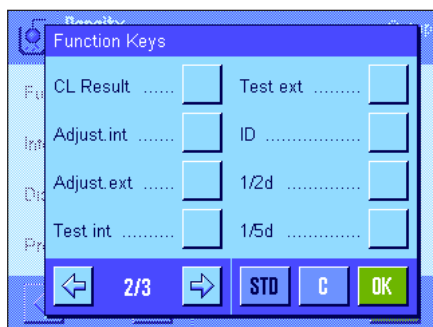 Density
Function Keys
CL Result ...... Test ext .........
Adjust.int ....... ID ................
Adjust.ext ...... 1/2d .............
Test int .......... 1/5d .............
2/3 STD C OK